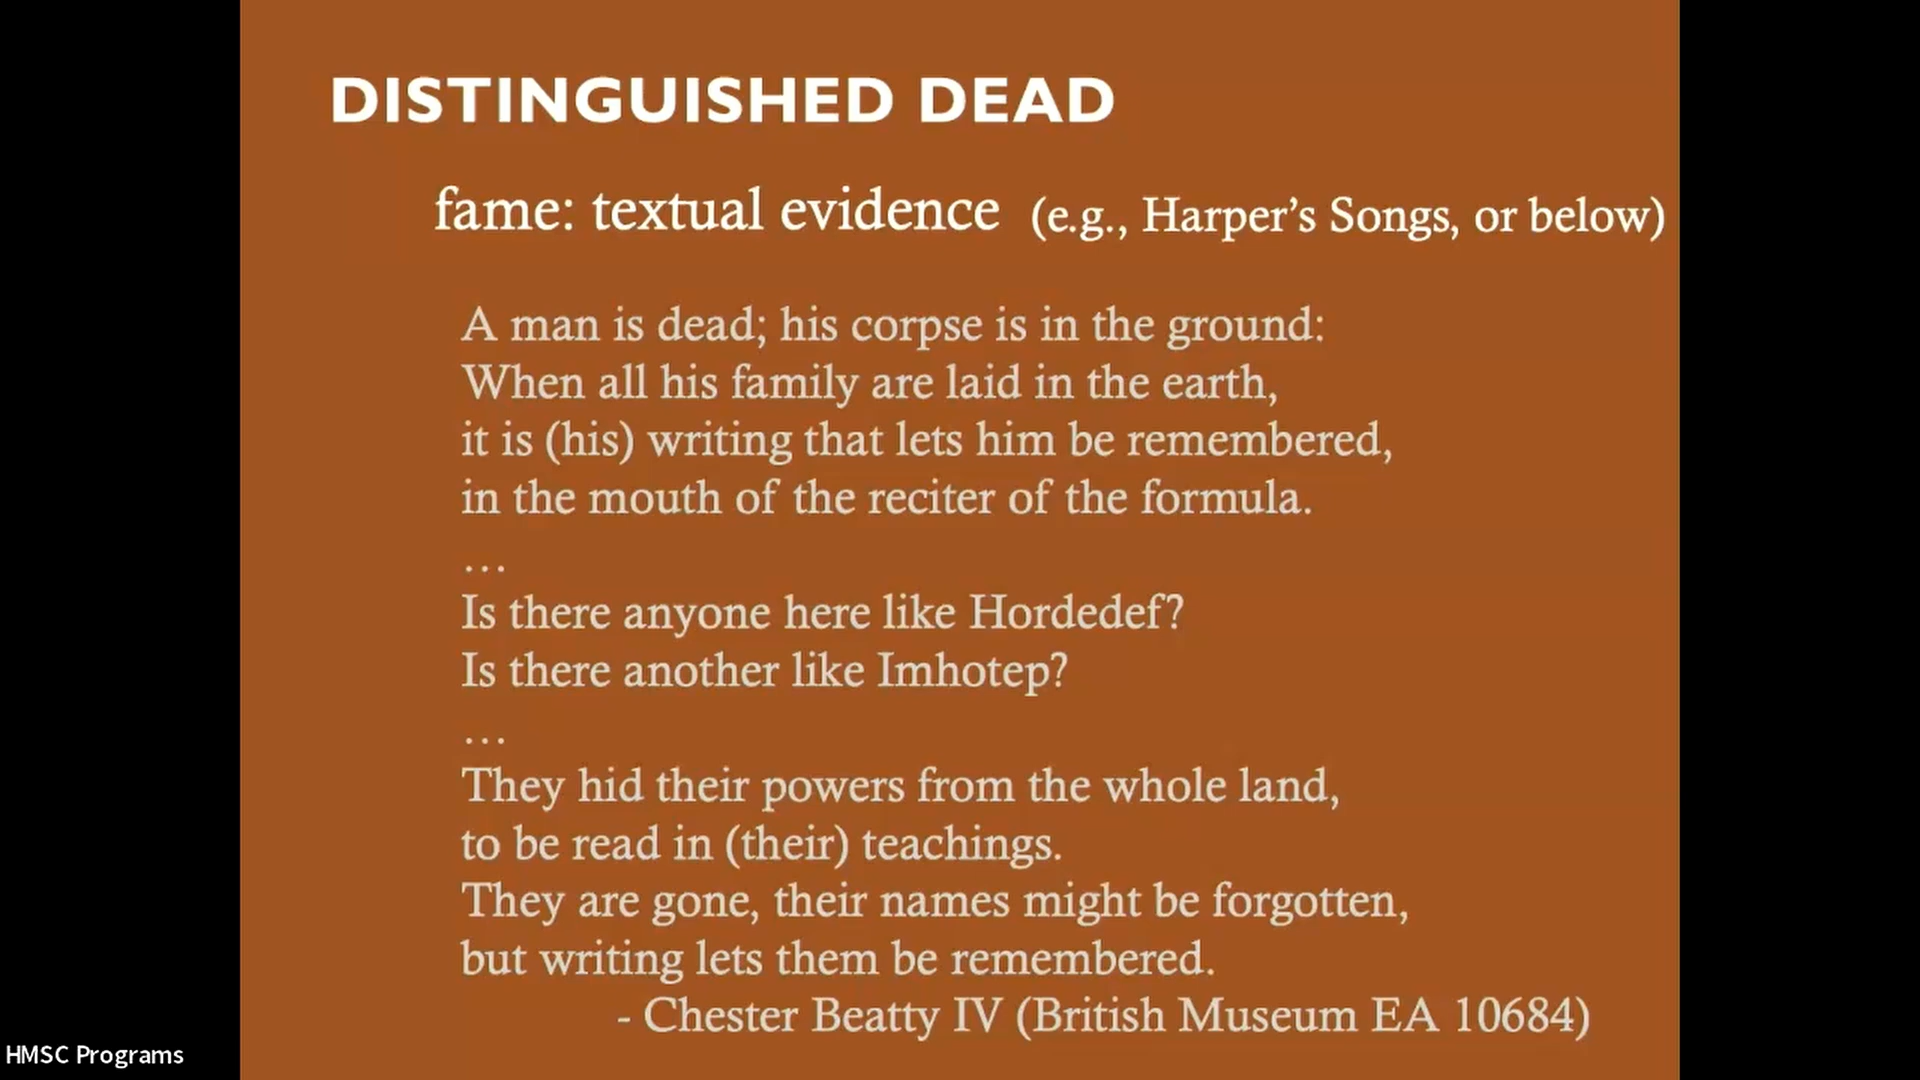 DISTINGUISHED DEAD
fame: textual evidence (e.g., Harper’s Songs, or below)
A man is dead; his corpse is in the ground:
When all his family are laid in the earth,
it is (his) writing that lets him be remembered,
in the mouth of the reciter of the formula.
…
Is there anyone here like Hordedef?
Is there another like Imhotep?
…
They hid their powers from the whole land,
to be read in (their) teachings.
They are gone, their names might be forgotten,
but writing lets them be remembered.
- Chester Beatty IV (British Museum EA 10684)
HMSC Programs